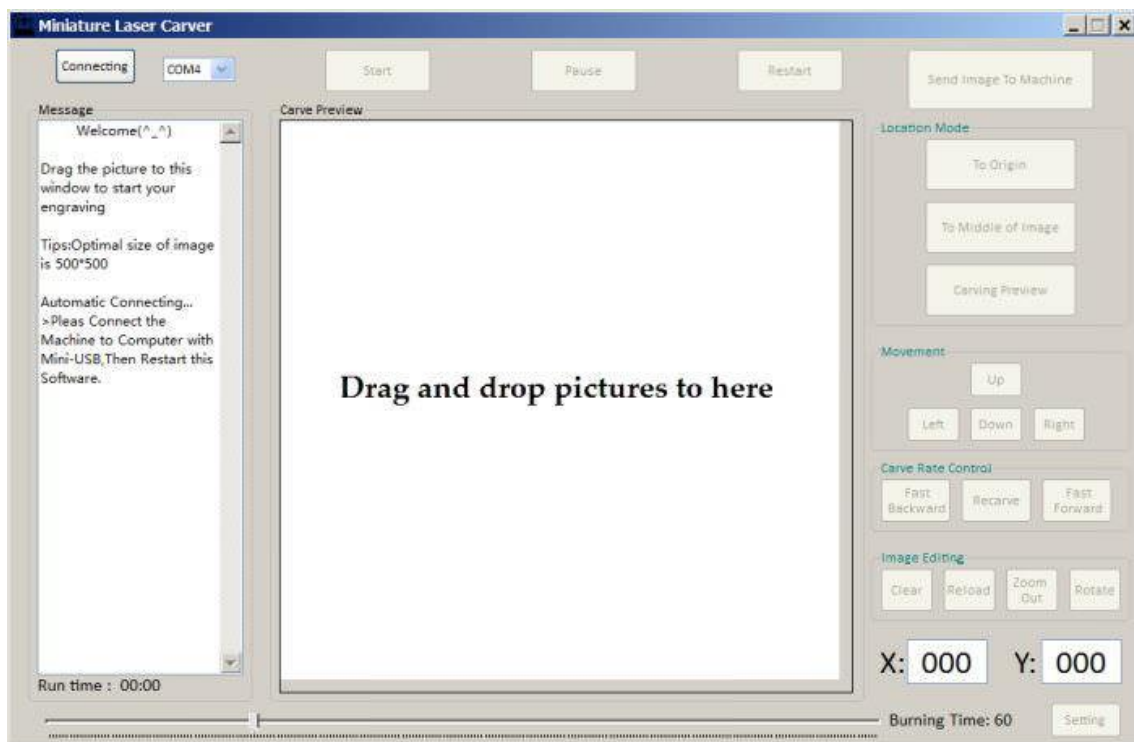 Miniature Laser Carver
Connecting
COM4
Start
Pause
Restart
Send Image To Machine
Message
Welcome(^_^)
Drag the picture to this
window to start your
engraving
Tips:Optimal size of image
is 500*500
Automatic Connecting...
>Pleas Connect the
Machine to Computer with
Mini-USB,Then Restart this
Software.
Run time : 00:00
Carve Preview
Drag and drop pictures to here
Location Mode
To Origin
To Middle of Image
Carving Preview
Movement
Up
Left
Down
Right
Carve Rate Control
Fast
Backward
Recarve
Fast
Forward
Image Editing
Clear
Reload
Zoom
Out
Rotate
X: 000
Y: 000
Burning Time: 60
Setting